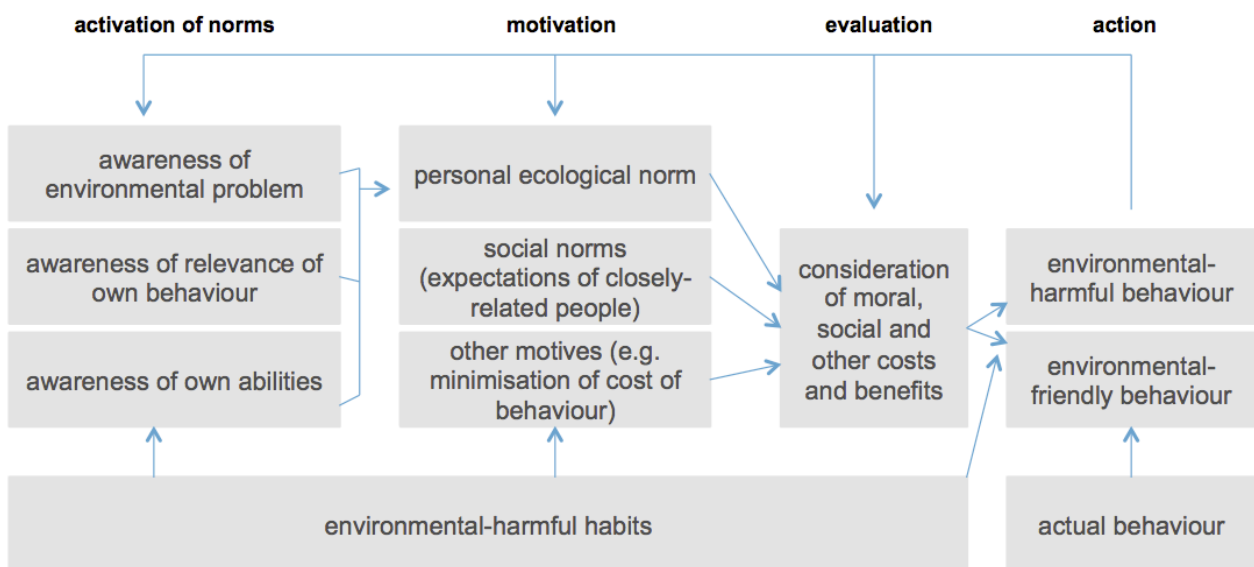 activation of norms
motivation
evaluation
action
awareness of
environmental problem
awareness of relevance of
own behaviour
awareness of own abilities
personal ecological norm
social norms
(expectations of closely-
related people)
other motives (e.g.
minimisation of cost of
behaviour)
consideration
of moral,
social and
other costs
and benefits
environmental-
harmful behaviour
environmental-
friendly behaviour
environmental-harmful habits
actual behaviour